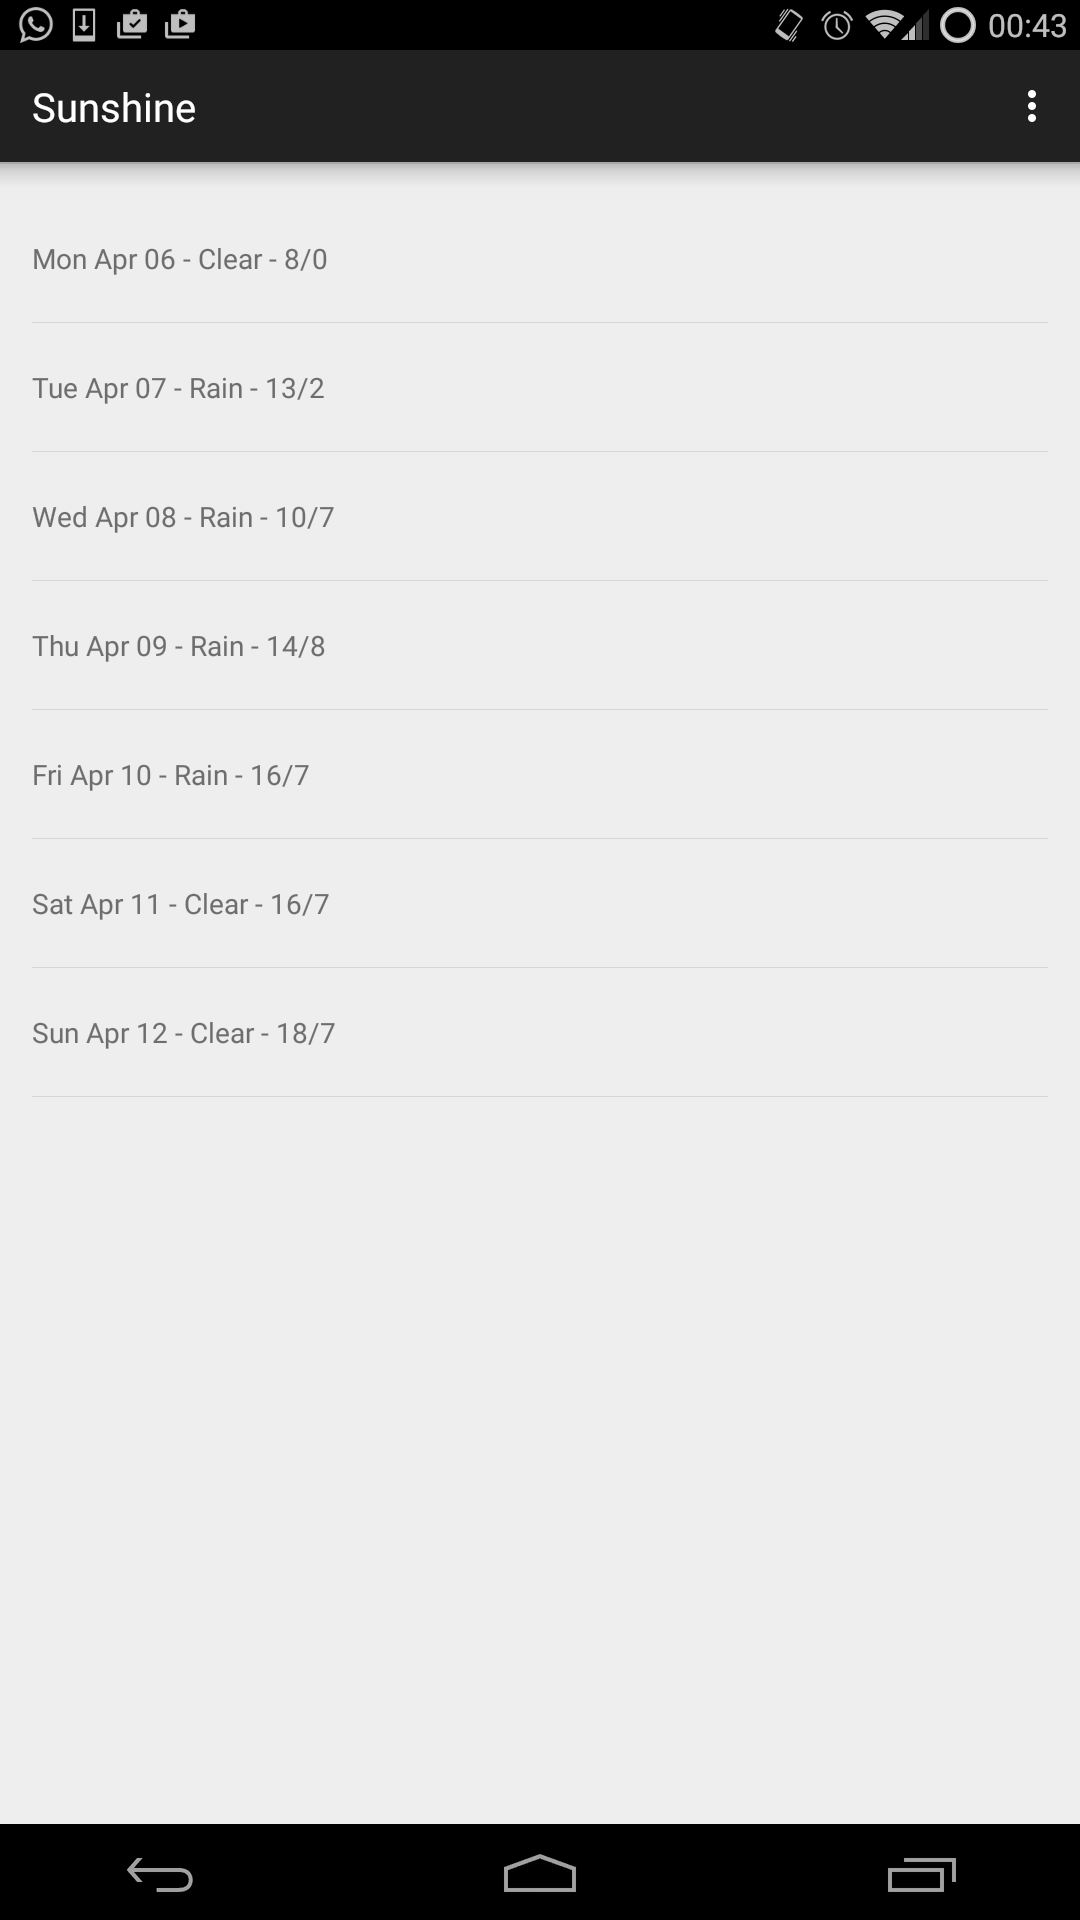 00:43
Sunshine
Mon Apr 06 - Clear - 8/0
Tue Apr 07 - Rain - 13/2
Wed Apr 08 - Rain - 10/7
Thu Apr 09 - Rain - 14/8
Fri Apr 10 - Rain - 16/7
Sat Apr 11 - Clear - 16/7
Sun Apr 12 - Clear - 18/7